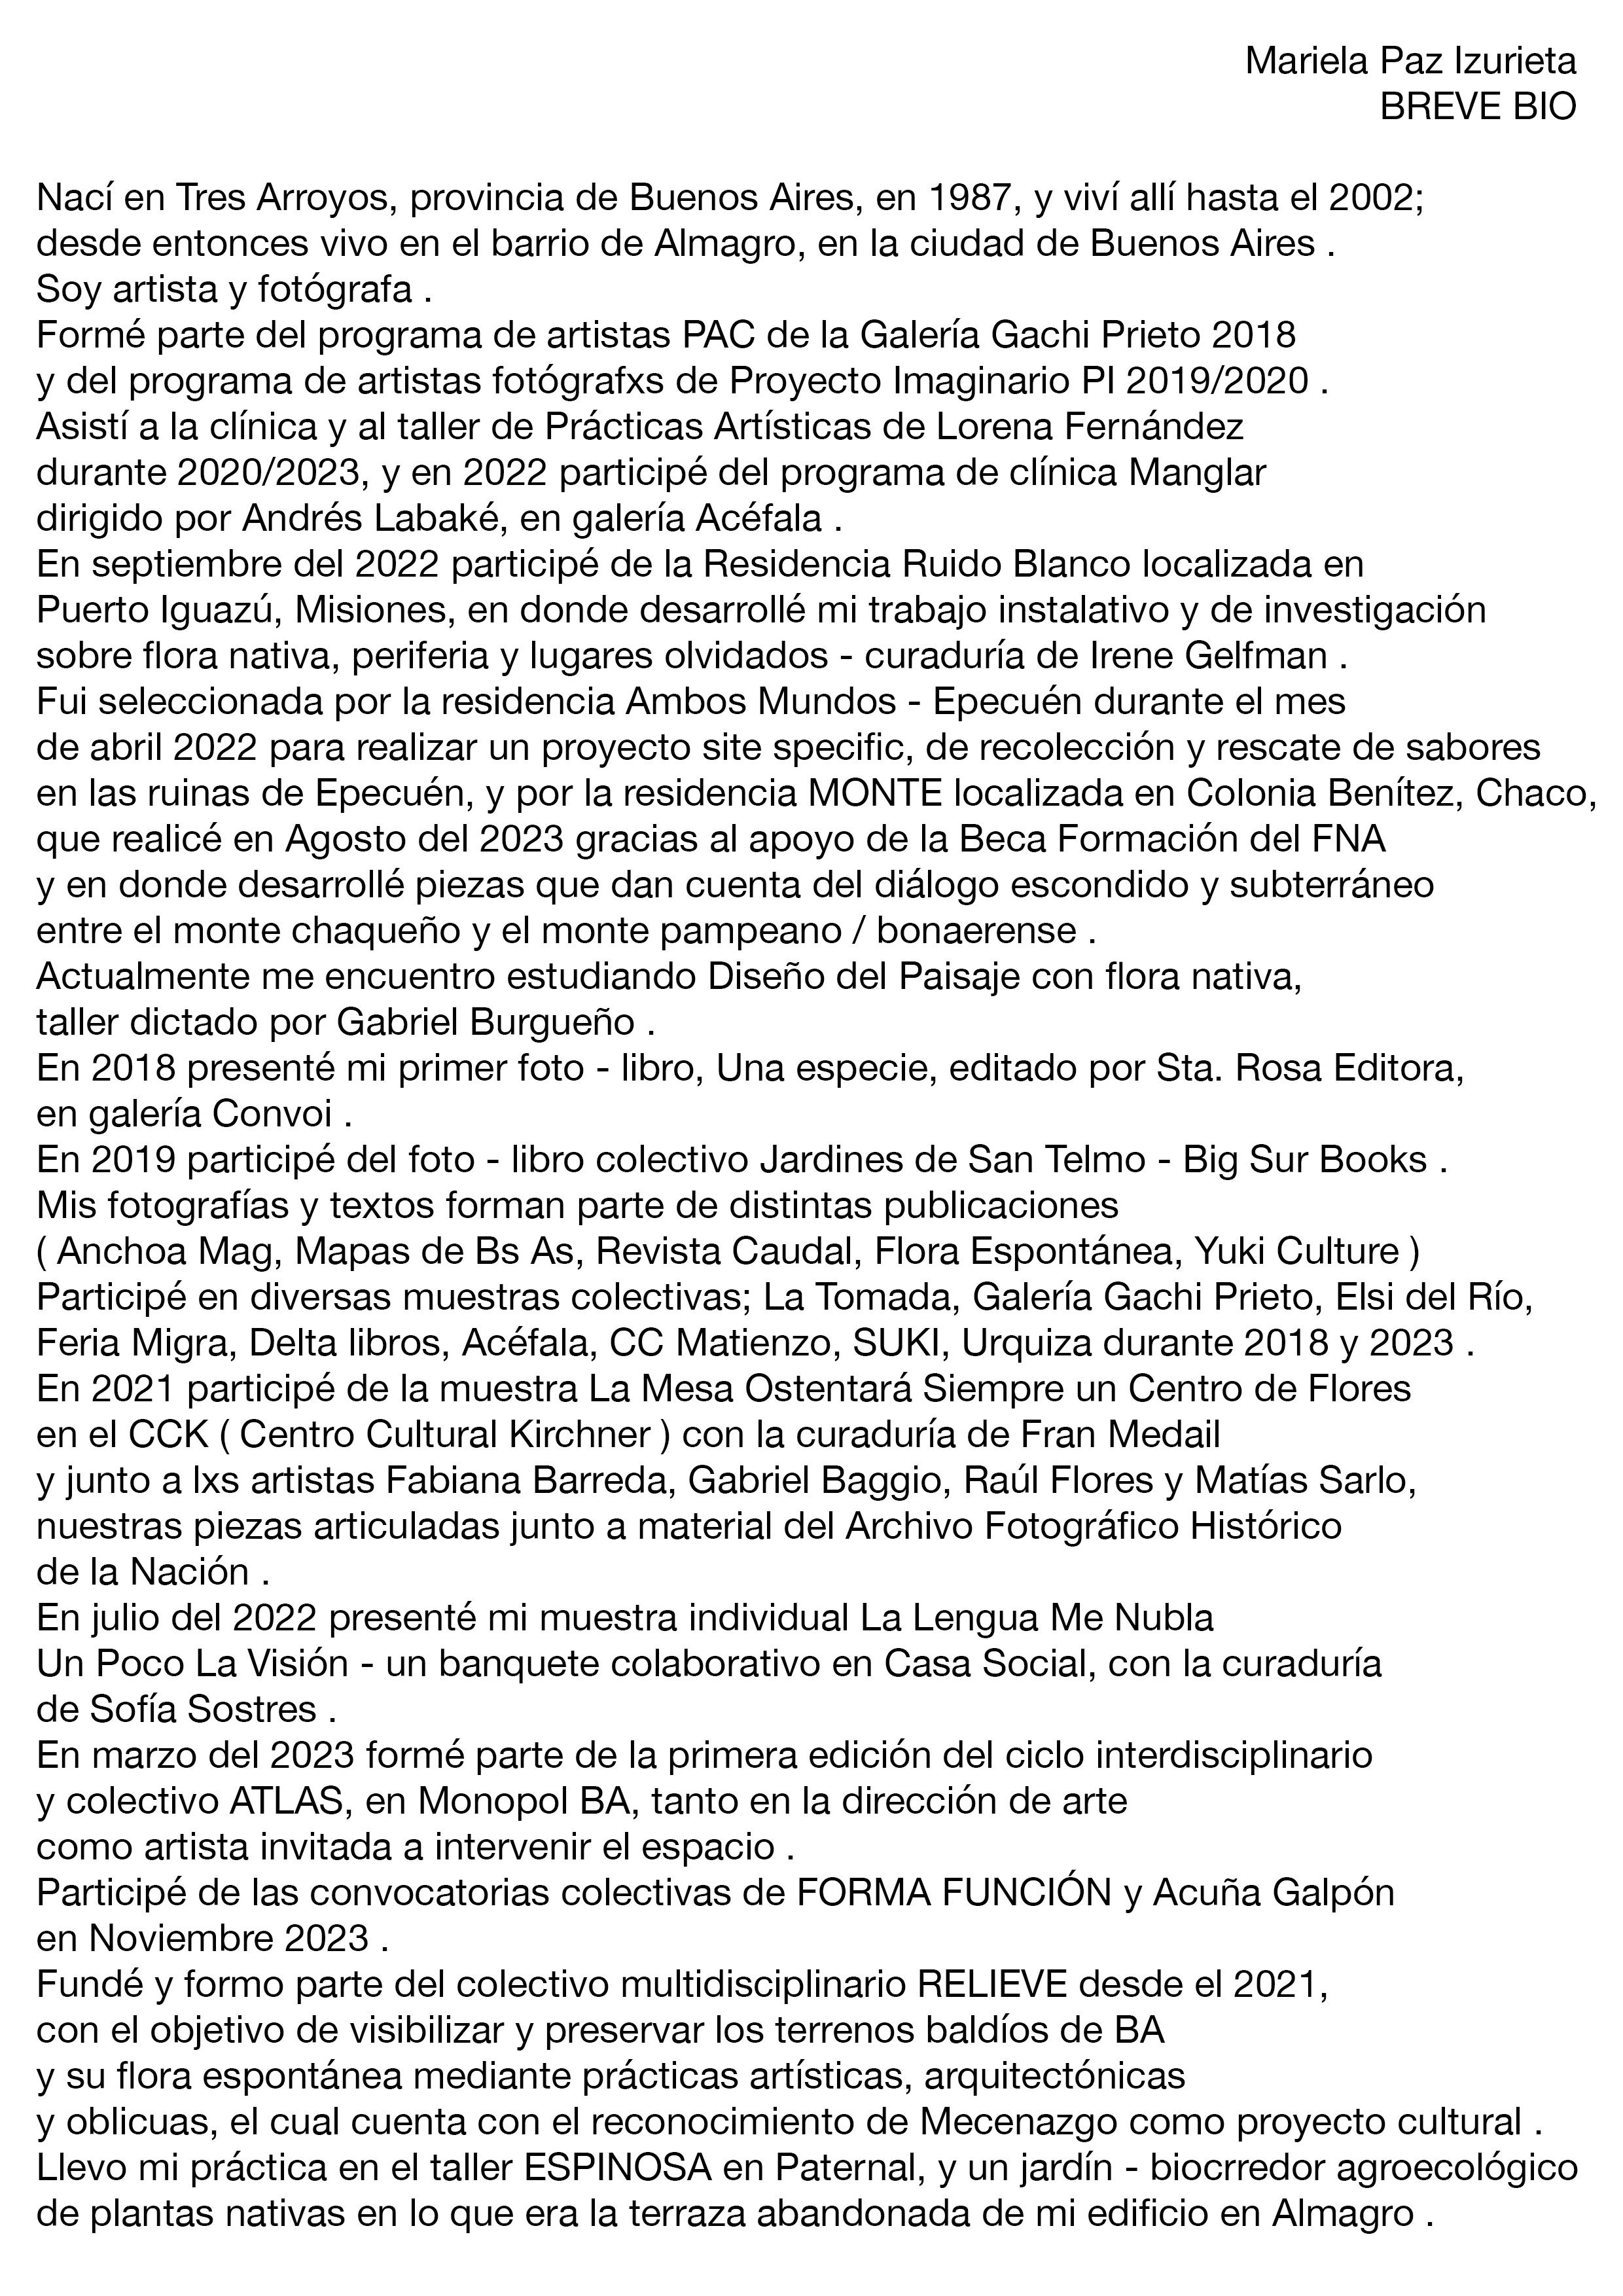 Mariela Paz Izurieta
BREVE BIO
Nací en Tres Arroyos, provincia de Buenos Aires, en 1987, y viví allí hasta el 2002;
desde entonces vivo en el barrio de Almagro, en la ciudad de Buenos Aires .
Soy artista y fotógrafa .
Formé parte del programa de artistas PAC de la Galería Gachi Prieto 2018
y del programa de artistas fotógrafxs de Proyecto Imaginario PI 2019/2020 .
Asistí a la clínica y al taller de Prácticas Artísticas de Lorena Fernández
durante 2020/2023, y en 2022 participé del programa de clínica Manglar
dirigido por Andrés Labaké, en galería Acéfala .
En septiembre del 2022 participé de la Residencia Ruido Blanco localizada en
Puerto Iguazú, Misiones, en donde desarrollé mi trabajo instalativo y de investigación
sobre flora nativa, periferia y lugares olvidados - curaduría de Irene Gelfman .
Fui seleccionada por la residencia Ambos Mundos - Epecuén durante el mes
de abril 2022 para realizar un proyecto site specific, de recolección y rescate de sabores
en las ruinas de Epecuén, y por la residencia MONTE localizada en Colonia Benítez, Chaco,
que realicé en Agosto del 2023 gracias al apoyo de la Beca Formación del FNA
y en donde desarrollé piezas que dan cuenta del diálogo escondido y subterráneo
entre el monte chaqueño y el monte pampeano / bonaerense .
Actualmente me encuentro estudiando Diseño del Paisaje con flora nativa,
taller dictado por Gabriel Burgueño .
En 2018 presenté mi primer foto - libro, Una especie, editado por Sta. Rosa Editora,
en galería Convoi .
En 2019 participé del foto - libro colectivo Jardines de San Telmo - Big Sur Books .
Mis fotografías y textos forman parte de distintas publicaciones
( Anchoa Mag, Mapas de Bs As, Revista Caudal, Flora Espontánea, Yuki Culture )
Participé en diversas muestras colectivas; La Tomada, Galería Gachi Prieto, Elsi del Río,
Feria Migra, Delta libros, Acéfala, CC Matienzo, SUKI, Urquiza durante 2018 y 2023 .
En 2021 participé de la muestra La Mesa Ostentará Siempre un Centro de Flores
en el CCK ( Centro Cultural Kirchner ) con la curaduría de Fran Medail
y junto a lxs artistas Fabiana Barreda, Gabriel Baggio, Raúl Flores y Matías Sarlo,
nuestras piezas articuladas junto a material del Archivo Fotográfico Histórico
de la Nación .
En julio del 2022 presenté mi muestra individual La Lengua Me Nubla
Un Poco La Visión - un banquete colaborativo en Casa Social, con la curaduría
de Sofía Sostres .
En marzo del 2023 formé parte de la primera edición del ciclo interdisciplinario
y colectivo ATLAS, en Monopol BA, tanto en la dirección de arte
como artista invitada a intervenir el espacio .
Participé de las convocatorias colectivas de FORMA FUNCIÓN y Acuña Galpón
en Noviembre 2023 .
Fundé y formo parte del colectivo multidisciplinario RELIEVE desde el 2021,
con el objetivo de visibilizar y preservar los terrenos baldíos de BA
y su flora espontánea mediante prácticas artísticas, arquitectónicas
y oblicuas, el cual cuenta con el reconocimiento de Mecenazgo como proyecto cultural .
Llevo mi práctica en el taller ESPINOSA en Paternal, y un jardín - biocrredor agroecológico
de plantas nativas en lo que era la terraza abandonada de mi edificio en Almagro .